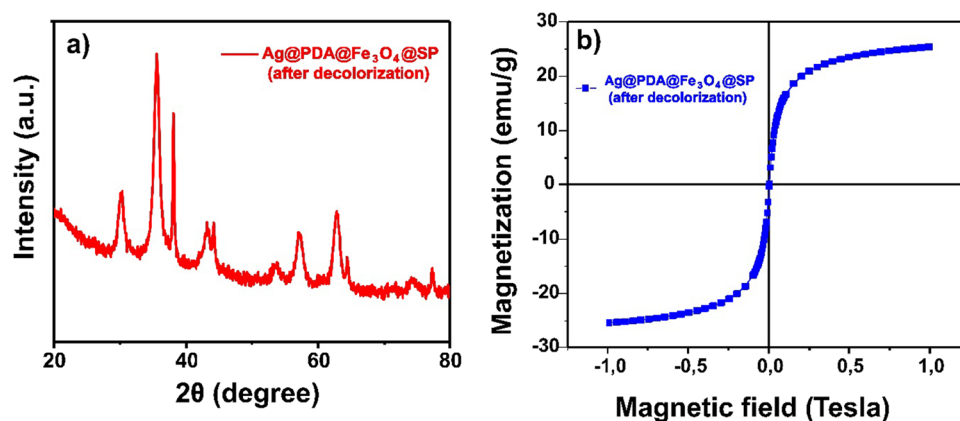 a)
Ag@PDA@Fe₃O₄@SP
(after decolorization)
Intensity (a.u.)
20
40
60
80
2θ (degree)
b)
Ag@PDA@Fe₃O₄@SP
(after decolorization)
Magnetization (emu/g)
30
20
10
0
-10
-20
-30
-1,0
-0,5
0,0
0,5
1,0
Magnetic field (Tesla)